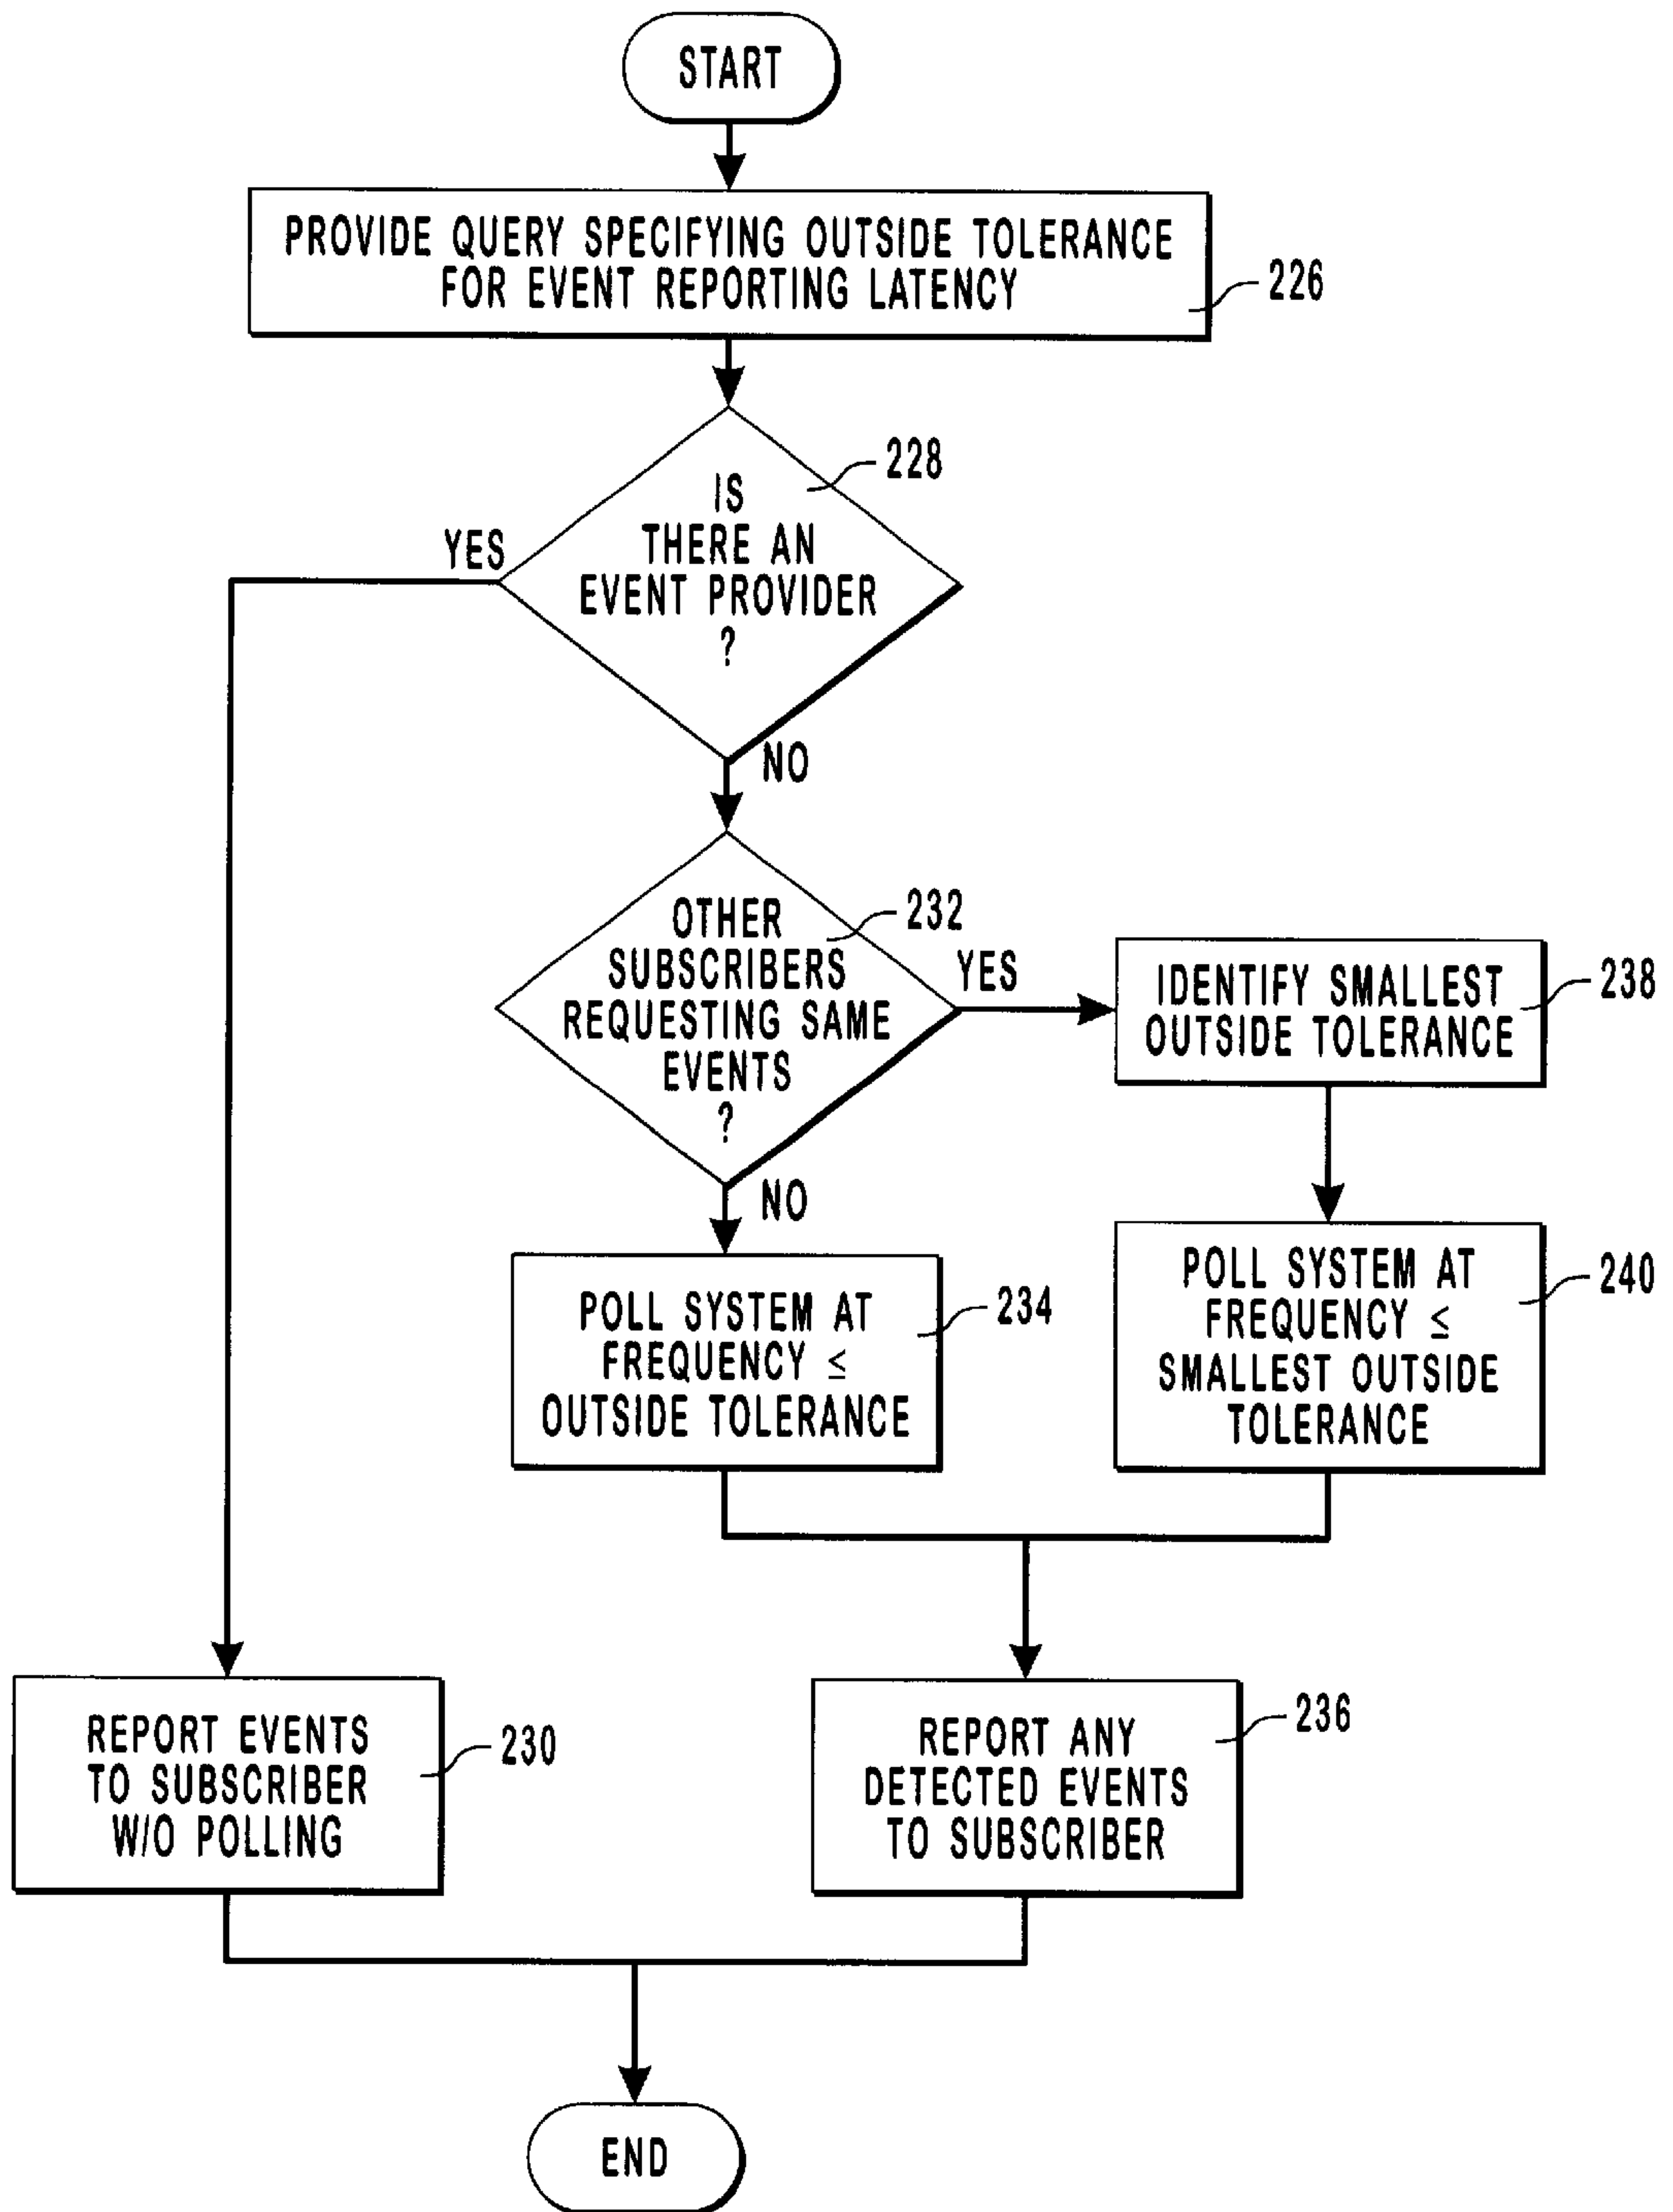 START
PROVIDE QUERY SPECIFYING OUTSIDE TOLERANCE
FOR EVENT REPORTING LATENCY
226
228
IS
THERE AN
EVENT PROVIDER
?
YES
NO
232
OTHER
SUBSCRIBERS
REQUESTING SAME
EVENTS
?
YES
NO
IDENTIFY SMALLEST
OUTSIDE TOLERANCE
238
POLL SYSTEM AT
FREQUENCY ≤
OUTSIDE TOLERANCE
234
POLL SYSTEM AT
FREQUENCY ≤
SMALLEST OUTSIDE
TOLERANCE
240
REPORT EVENTS
TO SUBSCRIBER
W/O POLLING
230
REPORT ANY
DETECTED EVENTS
TO SUBSCRIBER
236
END